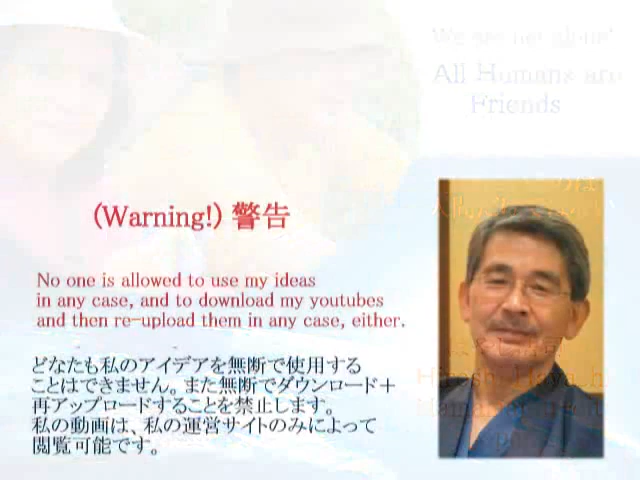 All Humans are
Friends
(Warning!) 警告
No one is allowed to use my ideas
in any case, and to download my youtubes
and then re-upload them in any case, either.
どなたも私のアイデアを無断で使用する
ことはできません。また無断でダウンロード＋
再アップロードすることを禁止します。
私の動画は、私の運営サイトのみによって
閲覧可能です。